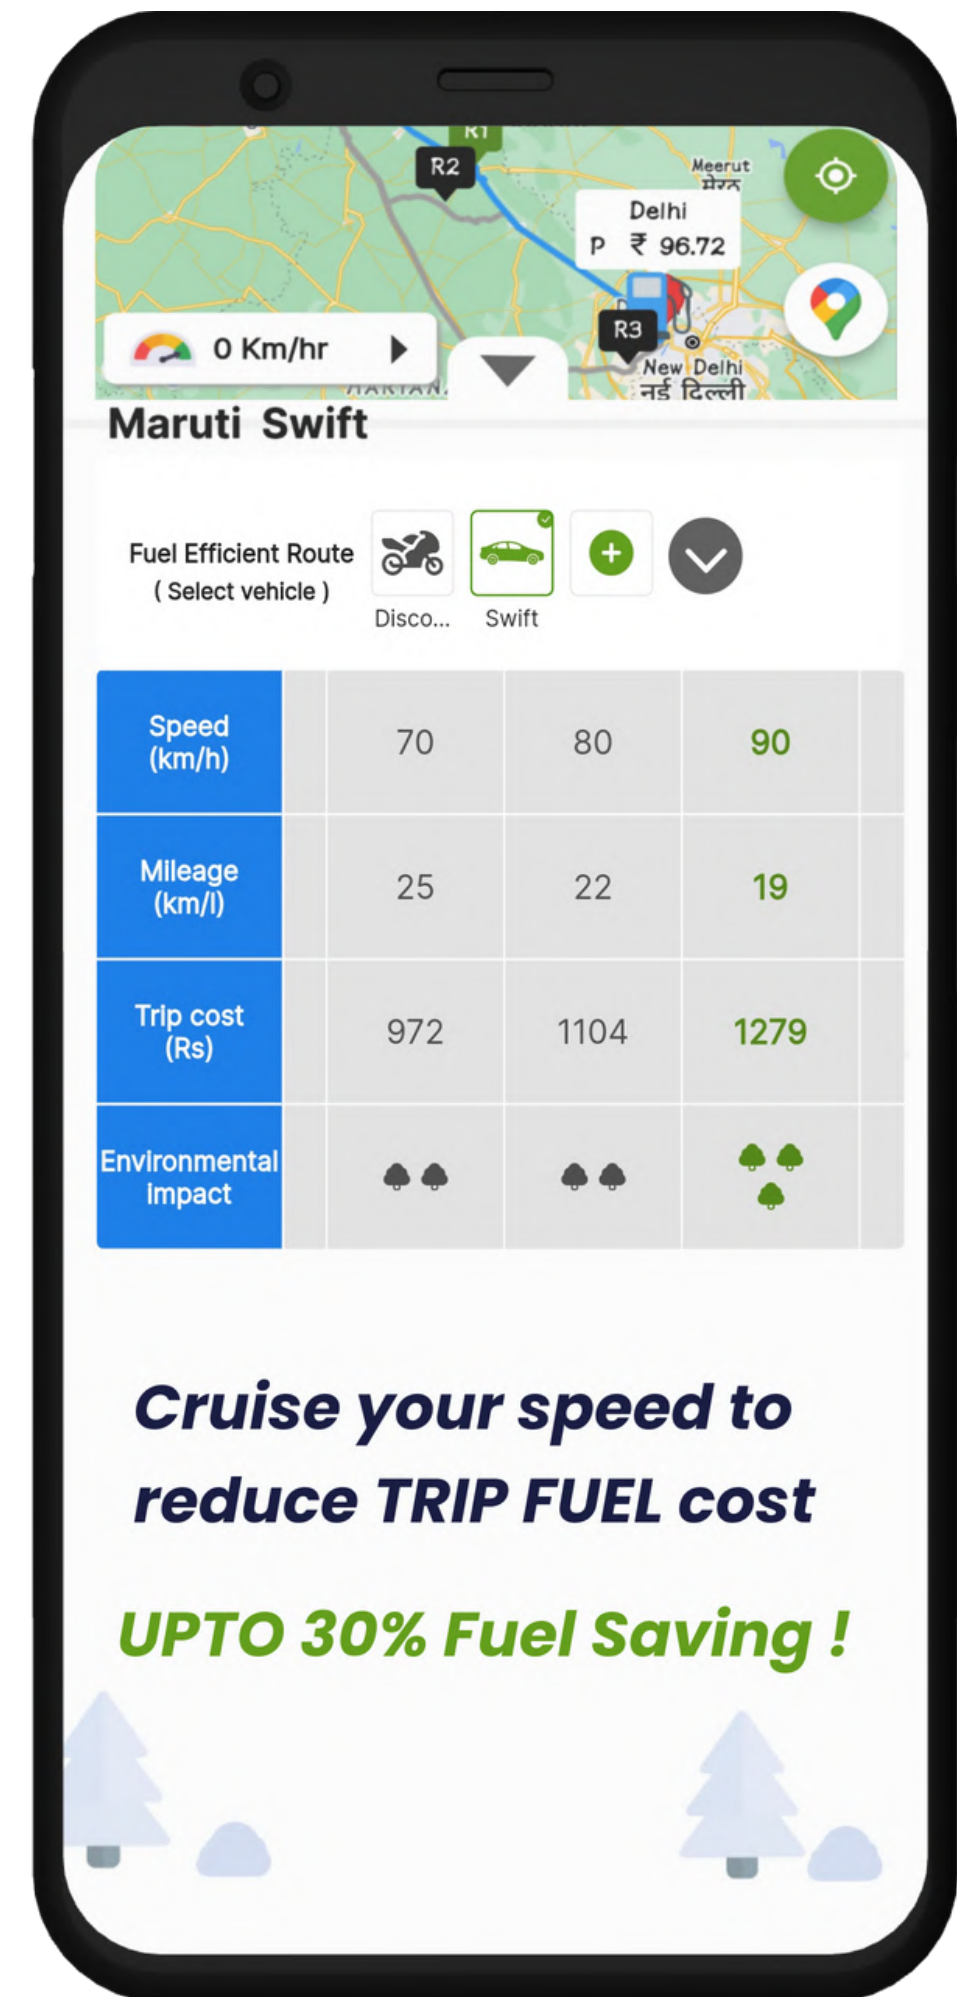 R1
R2
Meerut
मेरठ
Delhi
P ₹ 96.72
R3
0 Km/hr
New Delhi
नई दिल्ली
Maruti Swift
Fuel Efficient Route
( Select vehicle )
Disco...
Swift
Speed
(km/h)
70
80
90
Mileage
(km/l)
25
22
19
Trip cost
(Rs)
972
1104
1279
Environmental
impact
Cruise your speed to
reduce TRIP FUEL cost
UPTO 30% Fuel Saving !